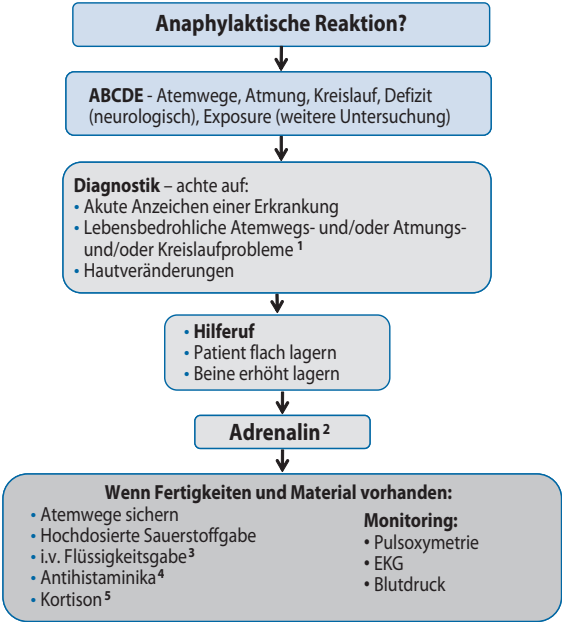 Anaphylaktische Reaktion?
ABCDE - Atemwege, Atmung, Kreislauf, Defizit
(neurologisch), Exposure (weitere Untersuchung)
Diagnostik – achte auf:
• Akute Anzeichen einer Erkrankung
• Lebensbedrohliche Atemwegs- und/oder Atmungs-
und/oder Kreislaufprobleme ¹
• Hautveränderungen
• Hilferuf
• Patient flach lagern
• Beine erhöht lagern
Adrenalin ²
Wenn Fertigkeiten und Material vorhanden:
• Atemwege sichern
• Hochdosierte Sauerstoffgabe
• i.v. Flüssigkeitsgabe ³
• Antihistaminika ⁴
• Kortison ⁵
Monitoring:
• Pulsoxymetrie
• EKG
• Blutdruck